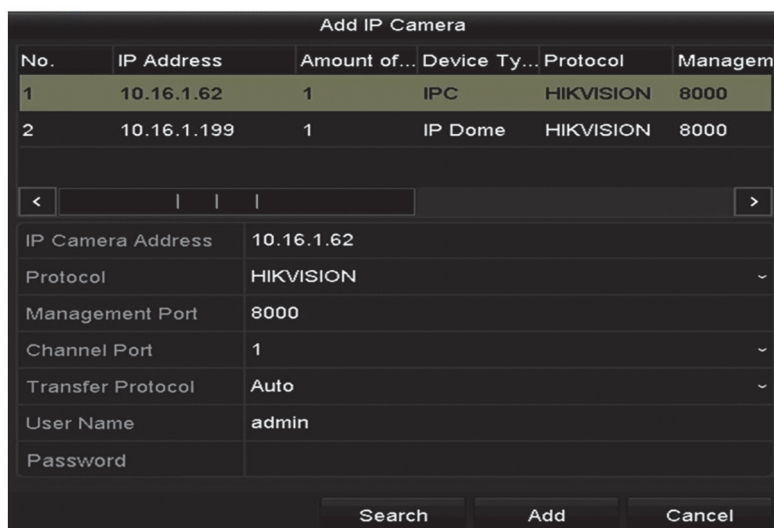 Add IP Camera
No. IP Address Amount of... Device Ty... Protocol Managem
1 10.16.1.62 1 IPC HIKVISION 8000
2 10.16.1.199 1 IP Dome HIKVISION 8000
IP Camera Address 10.16.1.62
Protocol HIKVISION
Management Port 8000
Channel Port 1
Transfer Protocol Auto
User Name admin
Password
Search Add Cancel